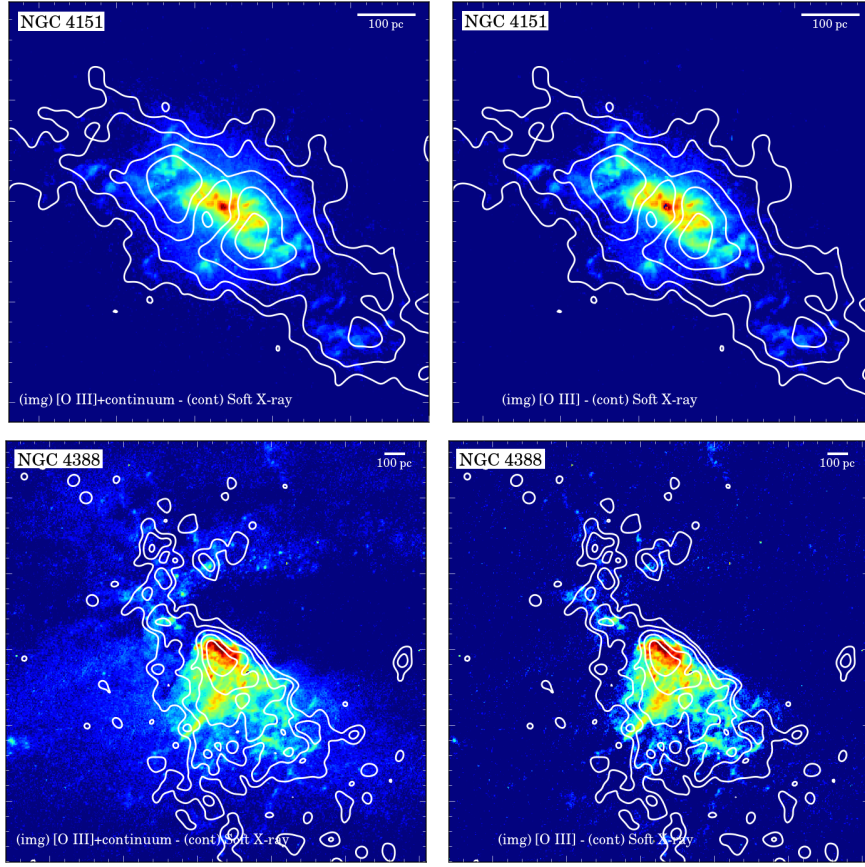 NGC 4151
100 pc
(img) [O III]+continuum - (cont) Soft X-ray
NGC 4151
100 pc
(img) [O III] - (cont) Soft X-ray
NGC 4388
100 pc
(img) [O III]+continuum - (cont) Soft X-ray
NGC 4388
100 pc
(img) [O III] - (cont) Soft X-ray